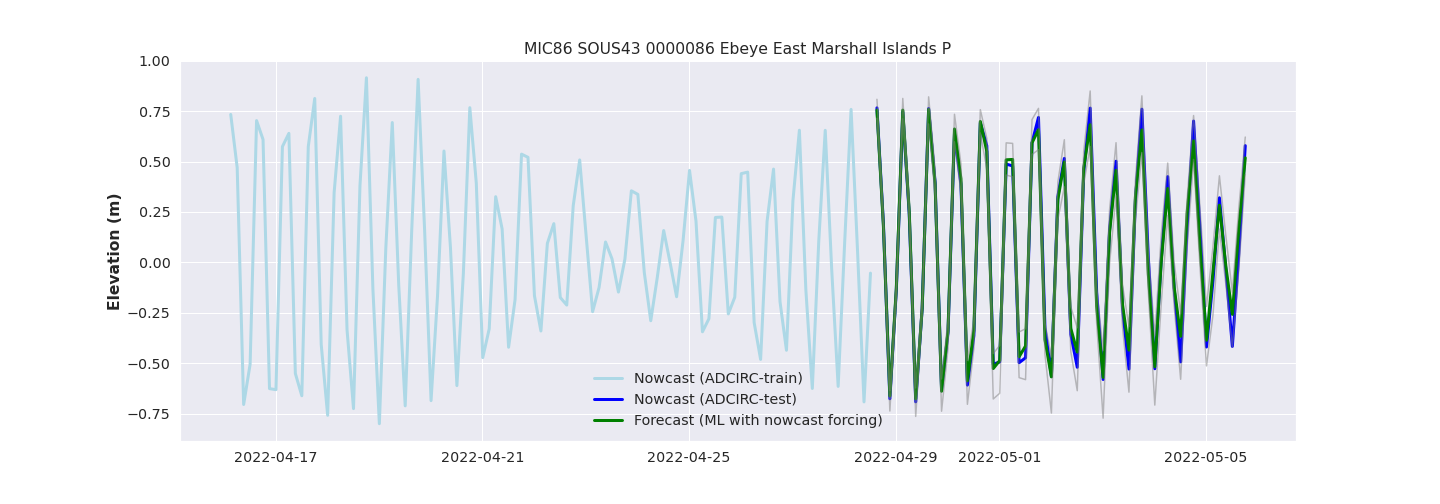 MIC86 SOUS43 0000086 Ebeye East Marshall Islands P
1.00
0.75
0.50
0.25
0.00
−0.25
−0.50
−0.75
Elevation (m)
Nowcast (ADCIRC-train)
Nowcast (ADCIRC-test)
Forecast (ML with nowcast forcing)
2022-04-17 2022-04-21 2022-04-25 2022-04-29 2022-05-01 2022-05-05